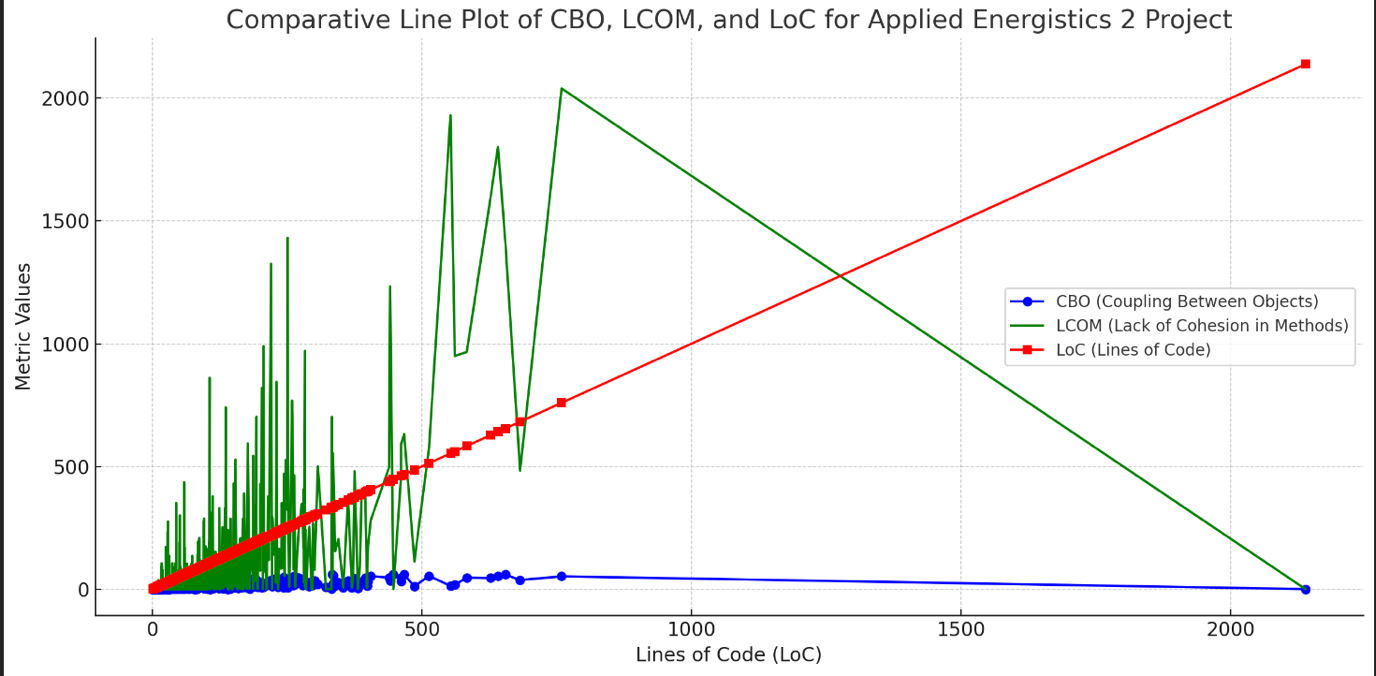 Comparative Line Plot of CBO, LCOM, and LoC for Applied Energistics 2 Project
Metric Values
2000
1500
1000
500
0
CBO (Coupling Between Objects)
LCOM (Lack of Cohesion in Methods)
LoC (Lines of Code)
0 500 1000 1500 2000
Lines of Code (LoC)